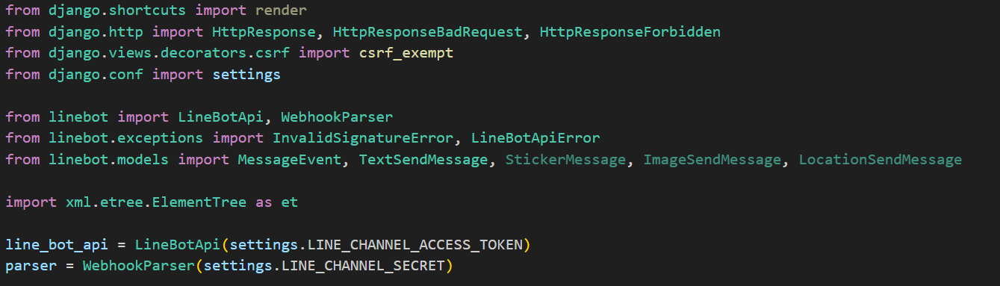 from django.shortcuts import render
from django.http import HttpResponse, HttpResponseBadRequest, HttpResponseForbidden
from django.views.decorators.csrf import csrf_exempt
from django.conf import settings
from linebot import LineBotApi, WebhookParser
from linebot.exceptions import InvalidSignatureError, LineBotApiError
from linebot.models import MessageEvent, TextSendMessage, StickerMessage, ImageSendMessage, LocationSendMessage
import xml.etree.ElementTree as et
line_bot_api = LineBotApi(settings.LINE_CHANNEL_ACCESS_TOKEN)
parser = WebhookParser(settings.LINE_CHANNEL_SECRET)